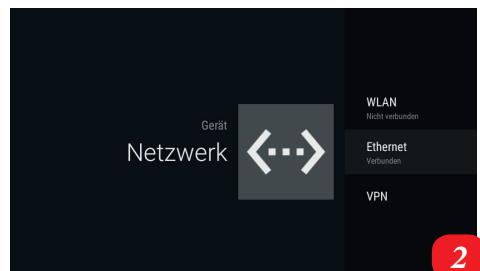 Gerät
Netzwerk
WLAN
Nicht verbunden
Ethernet
Verbunden
VPN
2